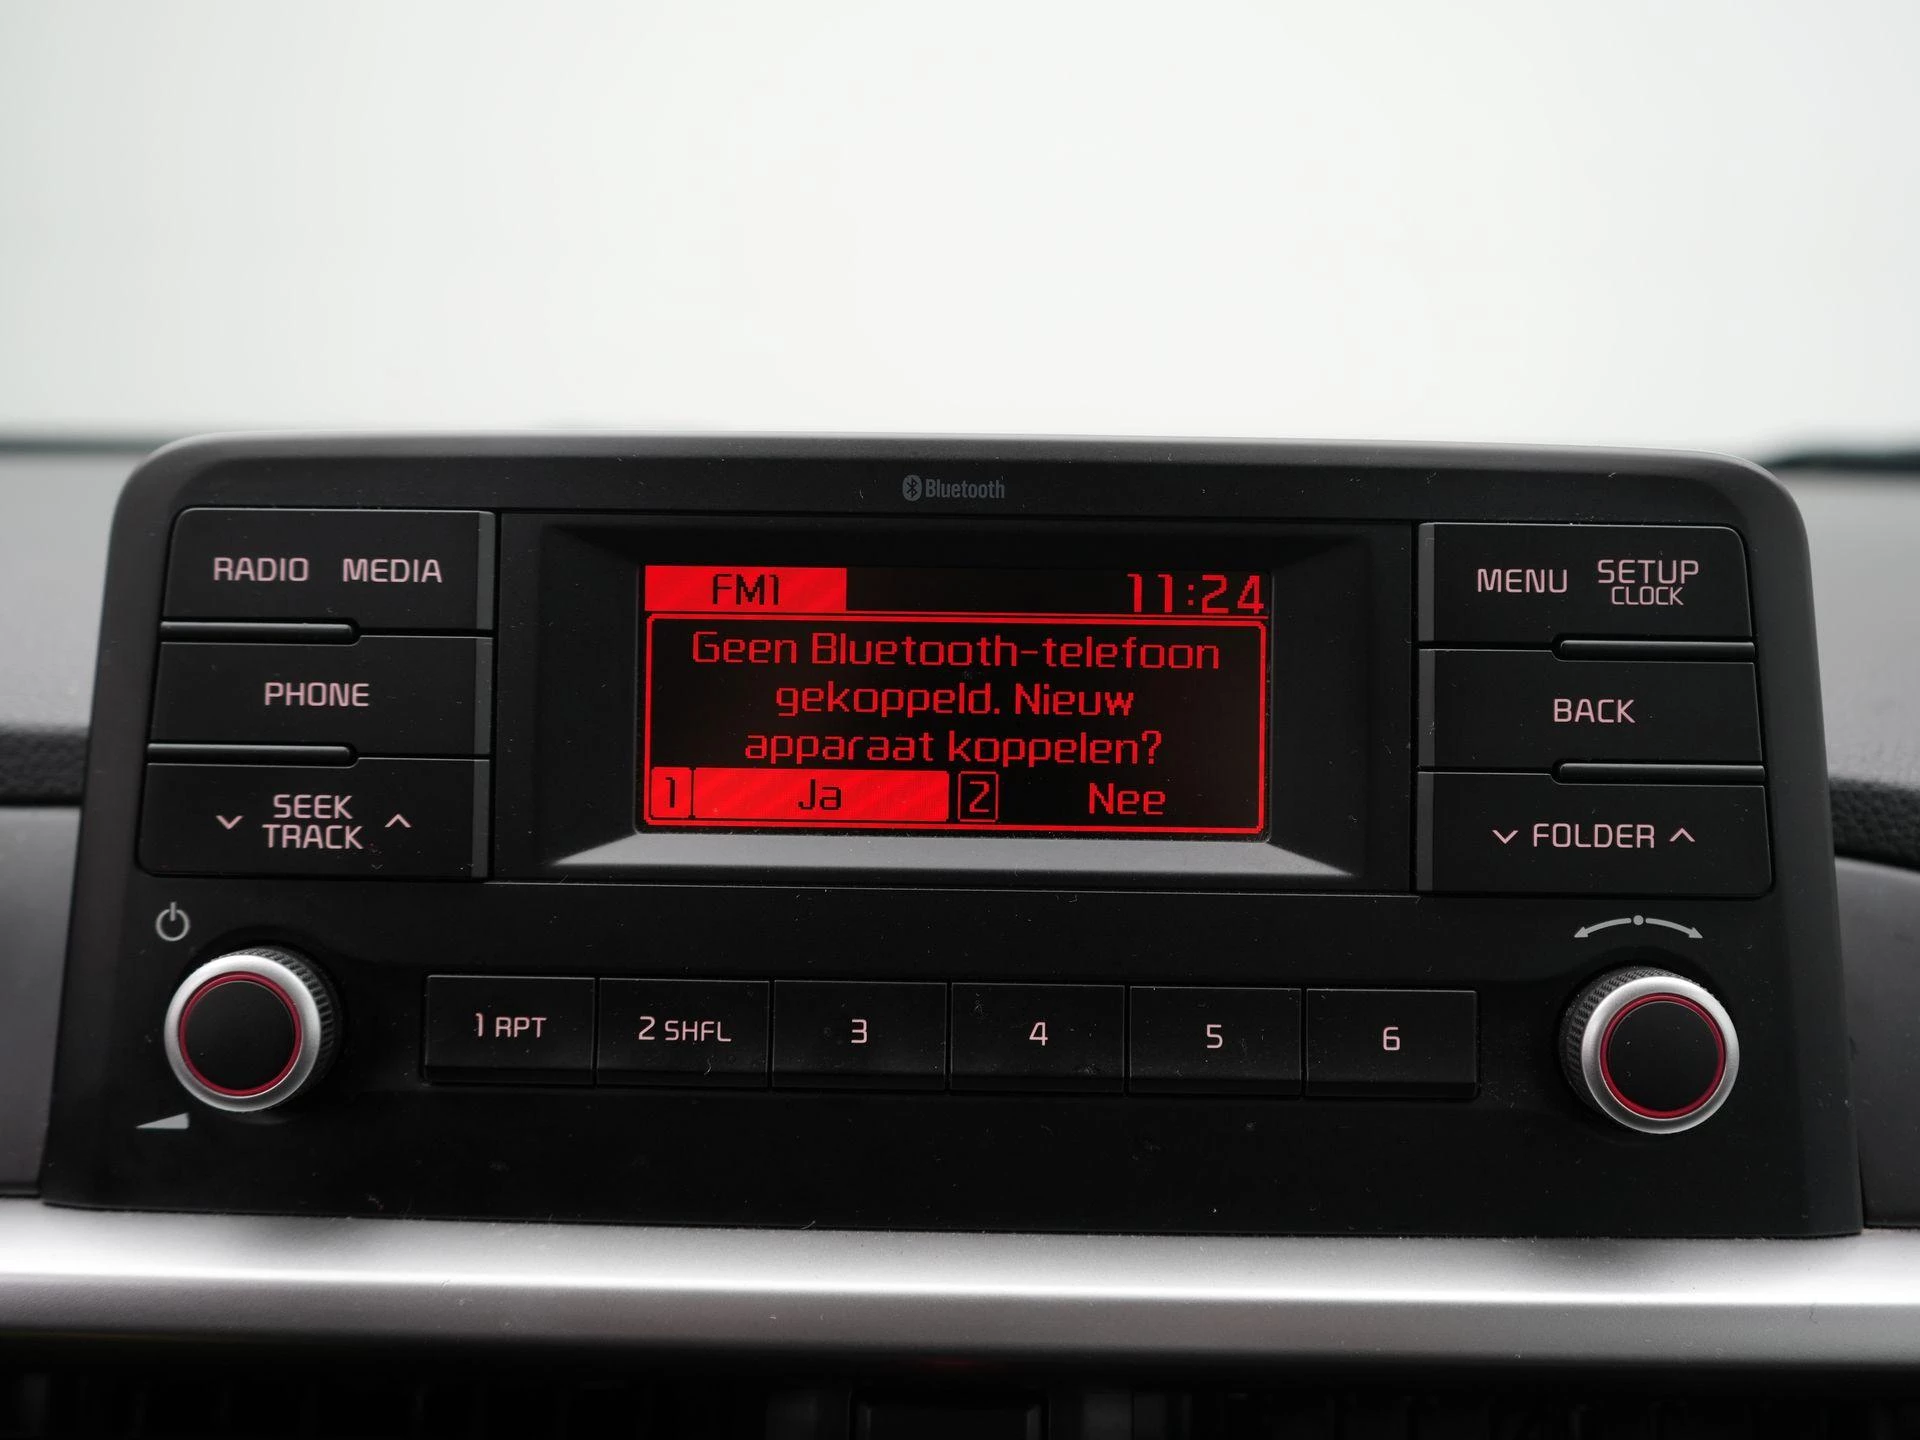 Bluetooth
RADIO MEDIA
PHONE
SEEK
TRACK
FM1 11:24
Geen Bluetooth-telefoon
gekoppeld. Nieuw
apparaat koppelen?
1 Ja 2 Nee
MENU SETUP
CLOCK
BACK
FOLDER
1 RPT 2 SHFL 3 4 5 6